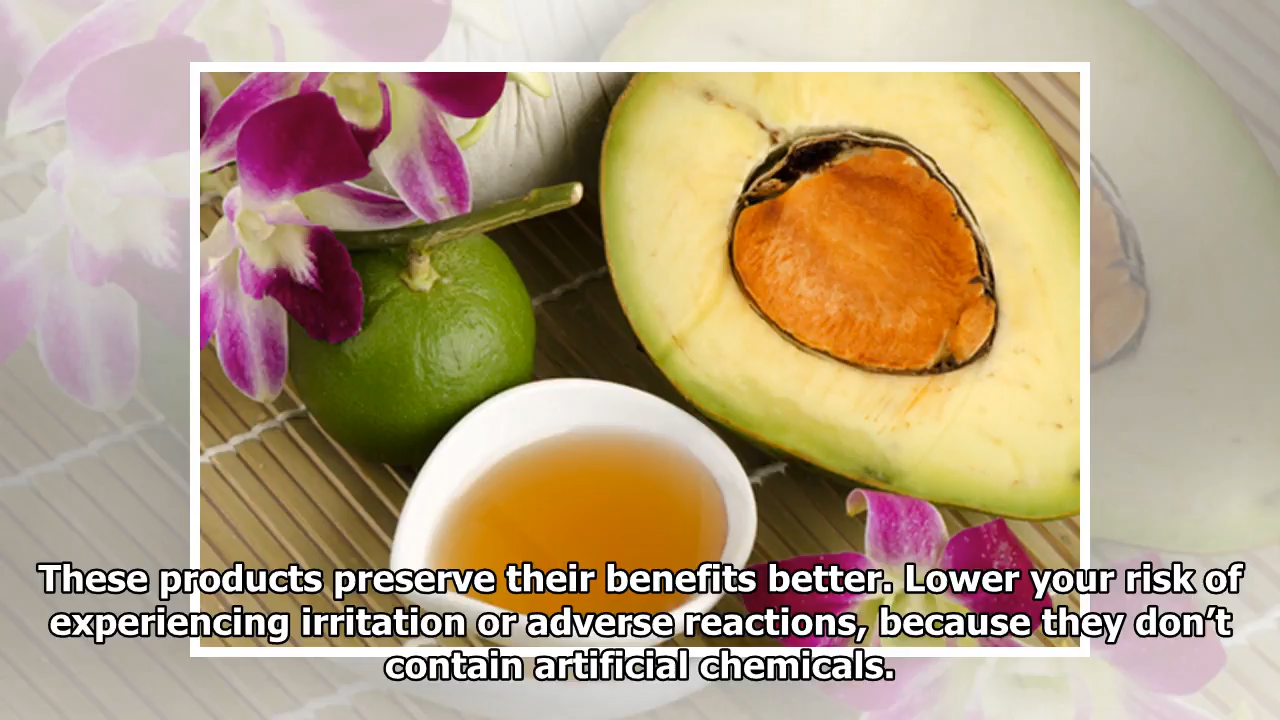 These products preserve their benefits better. Lower your risk of
experiencing irritation or adverse reactions, because they don’t
contain artificial chemicals.